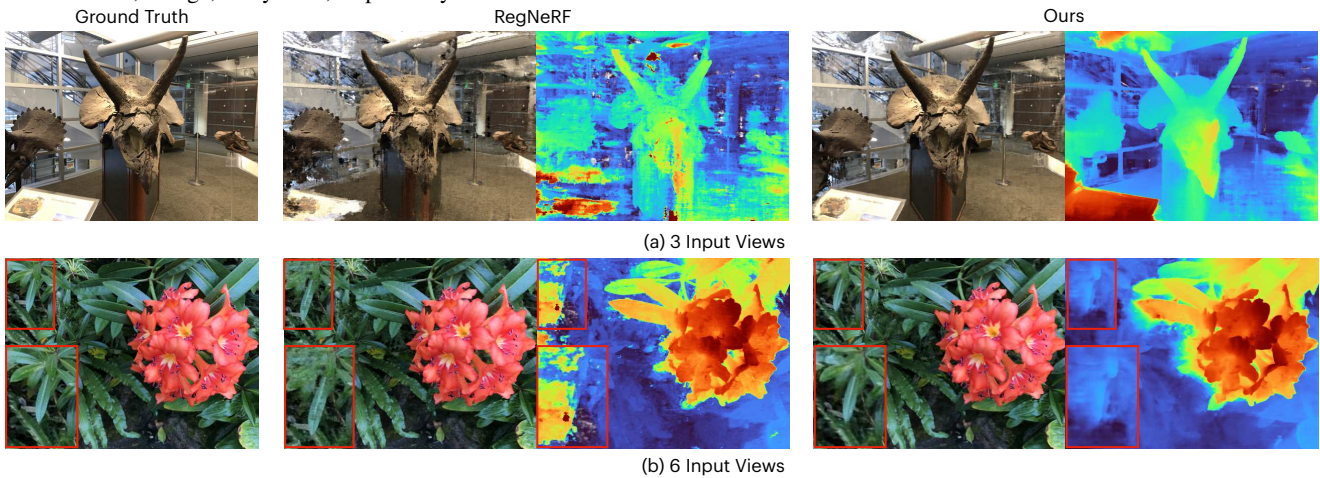 Ground Truth
RegNeRF
Ours
(a) 3 Input Views
(b) 6 Input Views